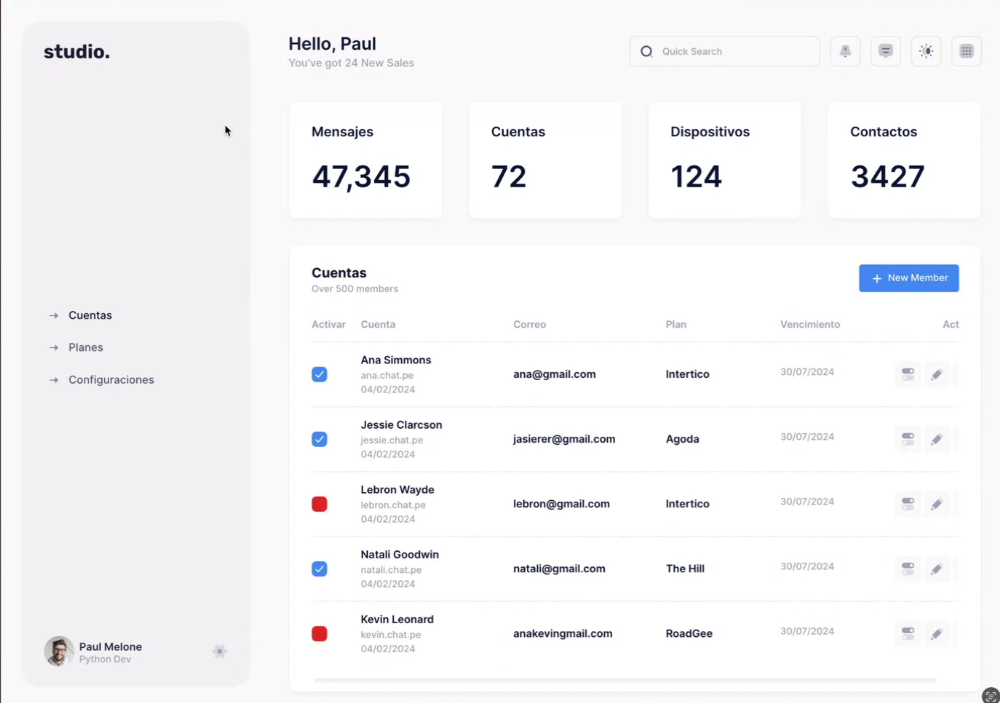 studio.
Hello, Paul
You've got 24 New Sales
Quick Search
Mensajes
47,345
Cuentas
72
Dispositivos
124
Contactos
3427
Cuentas
Planes
Configuraciones
Cuentas
Over 500 members
+ New Member
Activar Cuenta Correo Plan Vencimiento Act
Ana Simmons
ana.chat.pe
04/02/2024
ana@gmail.com
Intertico
30/07/2024
Jessie Clarcson
jessie.chat.pe
04/02/2024
jasierer@gmail.com
Agoda
30/07/2024
Lebron Wayde
lebron.chat.pe
04/02/2024
lebron@gmail.com
Intertico
30/07/2024
Natali Goodwin
natali.chat.pe
04/02/2024
natali@gmail.com
The Hill
30/07/2024
Kevin Leonard
kevin.chat.pe
04/02/2024
anakevingmail.com
RoadGee
30/07/2024
Paul Melone
Python Dev